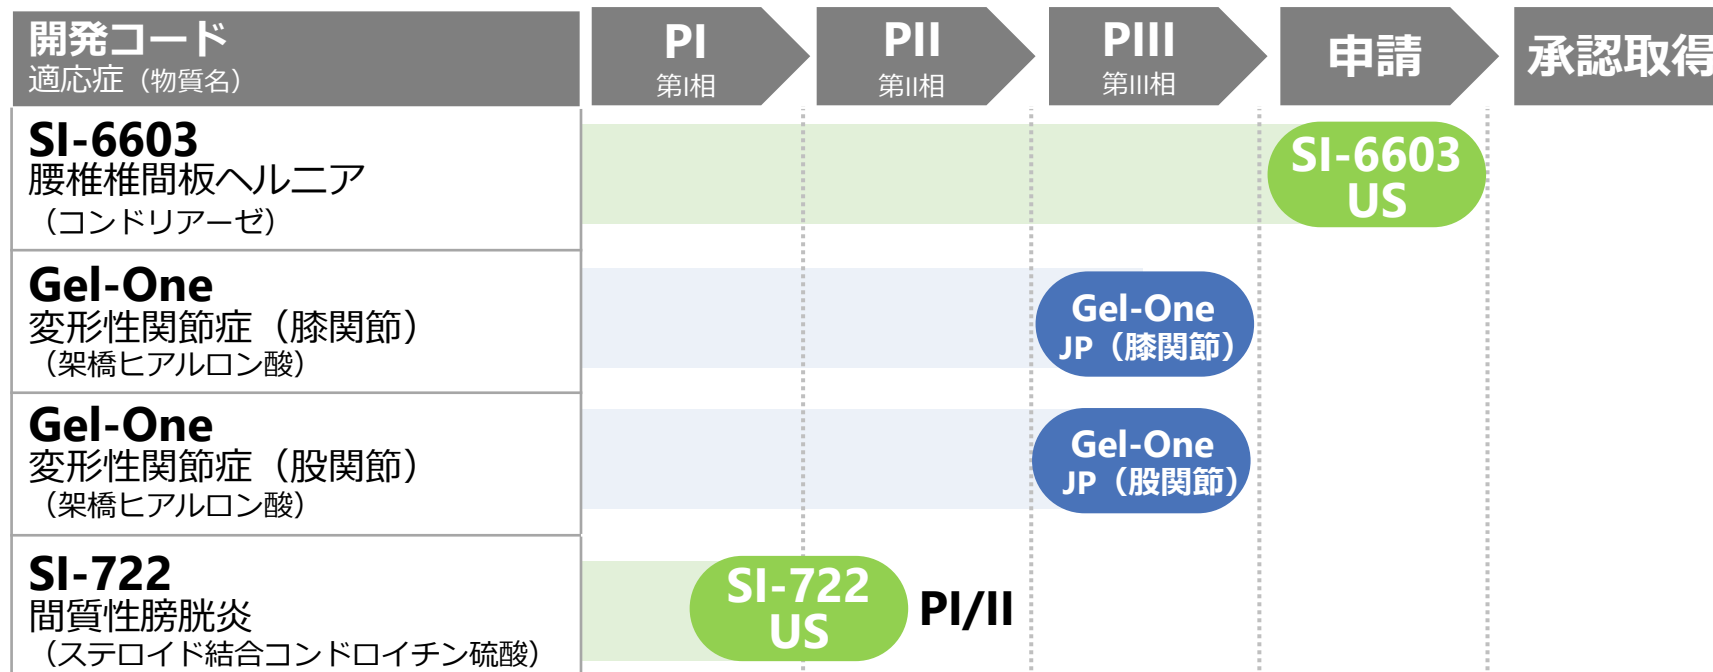 開発コード
適応症（物質名）
PI
第I相
PII
第II相
PIII
第III相
申請
承認取得
SI-6603
腰椎椎間板ヘルニア
（コンドリアーゼ）
SI-6603
US
Gel-One
変形性関節症（膝関節）
（架橋ヒアルロン酸）
Gel-One
JP（膝関節）
Gel-One
変形性関節症（股関節）
（架橋ヒアルロン酸）
Gel-One
JP（股関節）
SI-722
間質性膀胱炎
（ステロイド結合コンドロイチン硫酸）
SI-722
US
PI/II